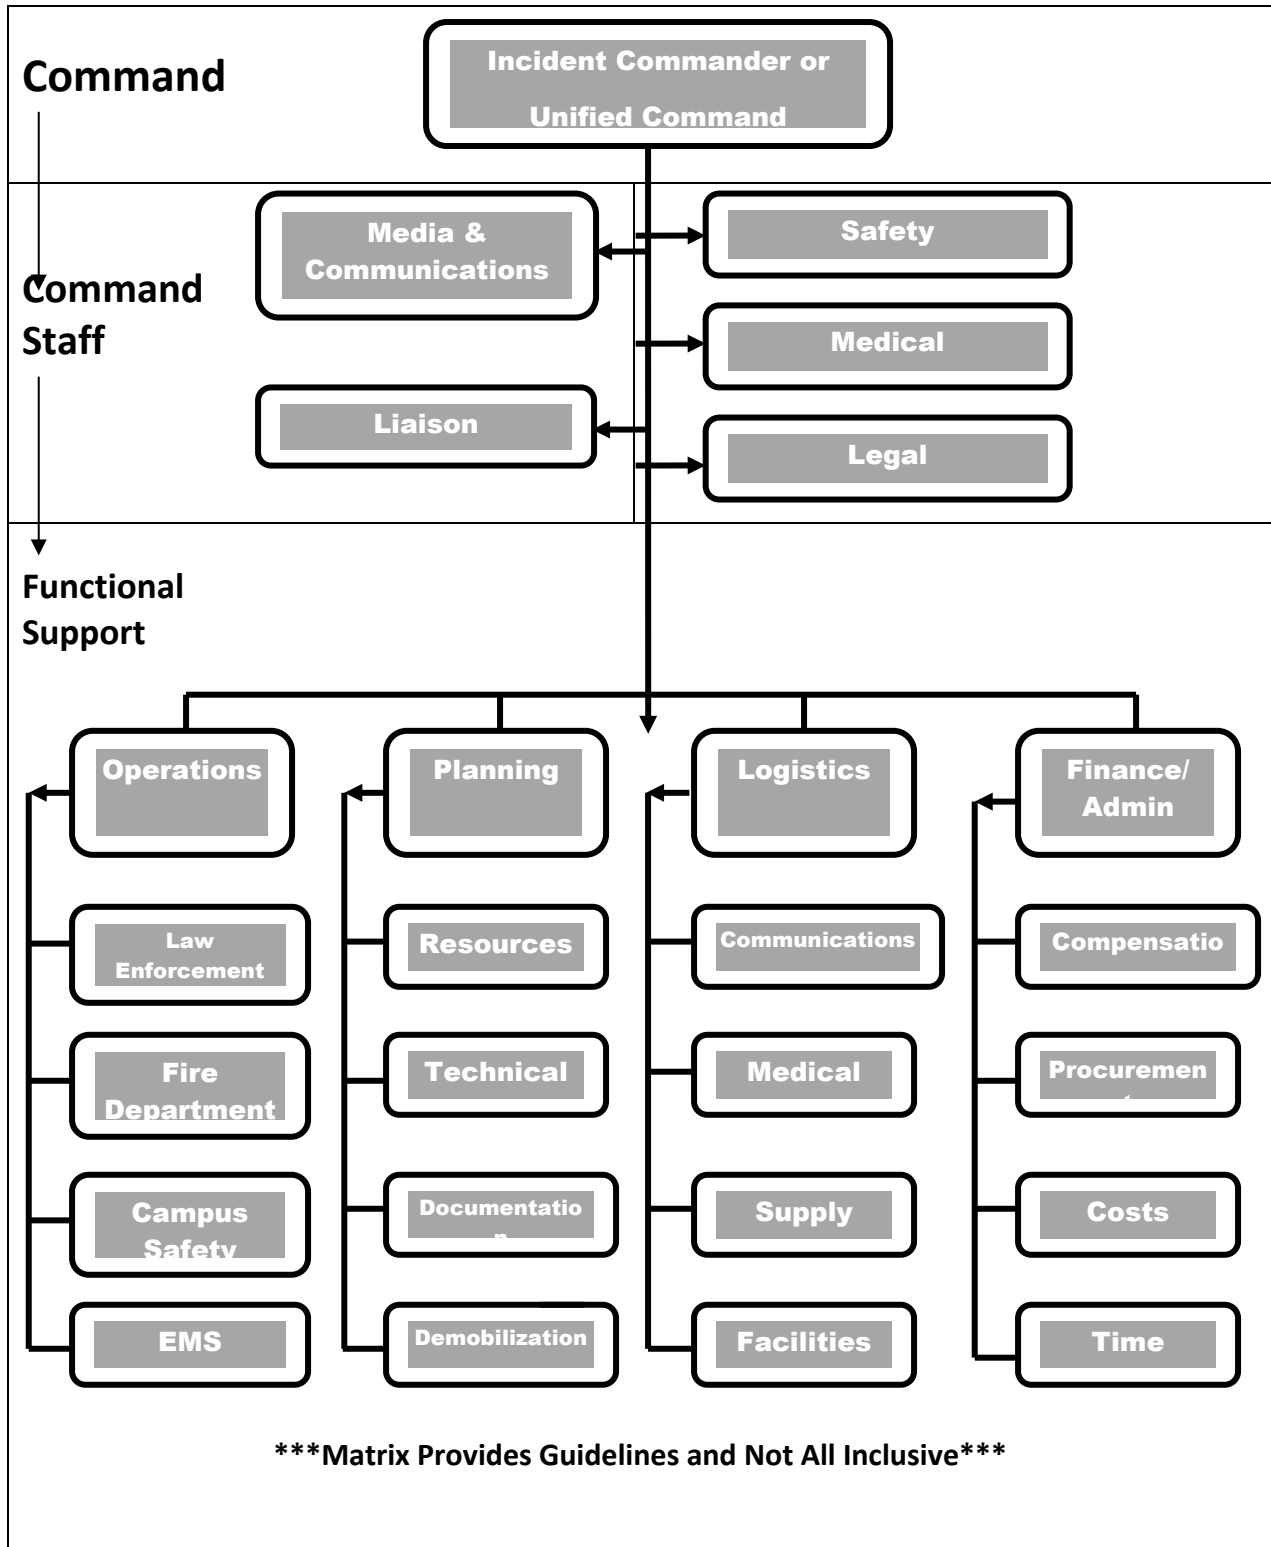 Command
Incident Commander or
Unified Command
Command
Staff
Media &
Communications
Safety
Medical
Liaison
Legal
Functional
Support
Operations
Planning
Logistics
Finance/
Admin
Law
Enforcement
Resources
Communications
Compensatio
Fire
Department
Technical
Medical
Procuremen
t
Campus
Safety
Documentatio
n
Supply
Costs
EMS
Demobilization
Facilities
Time
***Matrix Provides Guidelines and Not All Inclusive***